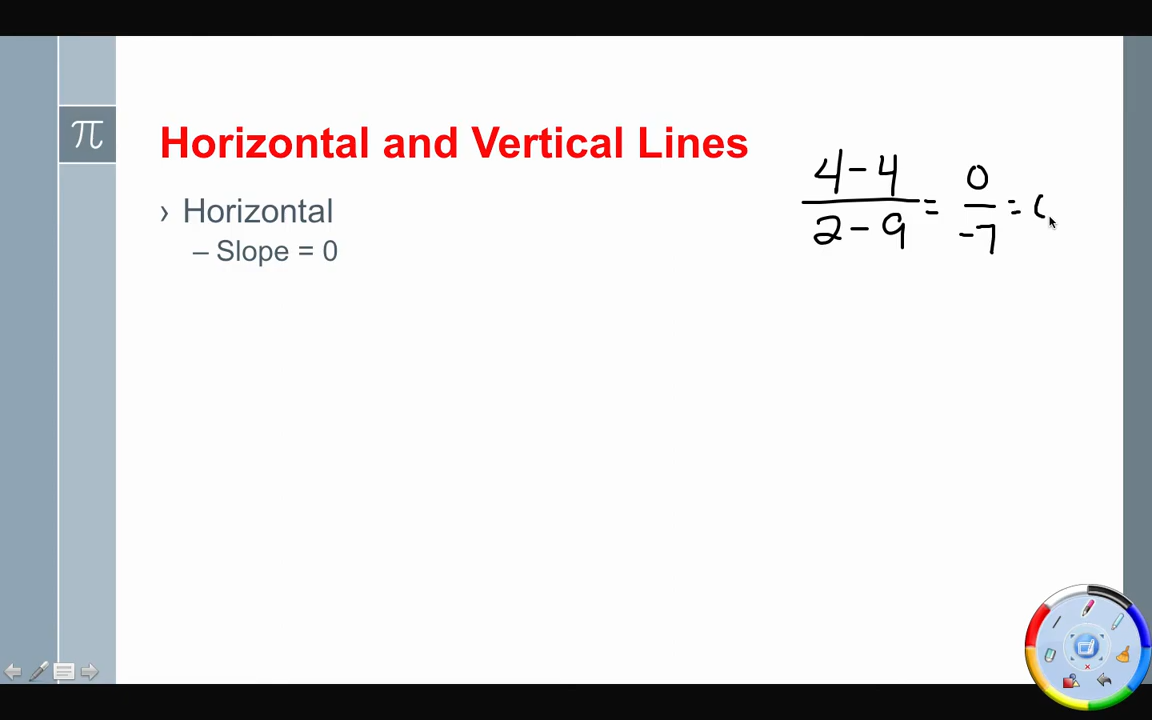 π
Horizontal and Vertical Lines
› Horizontal
– Slope = 0
4 - 4
2 - 9
=
0
-7
=